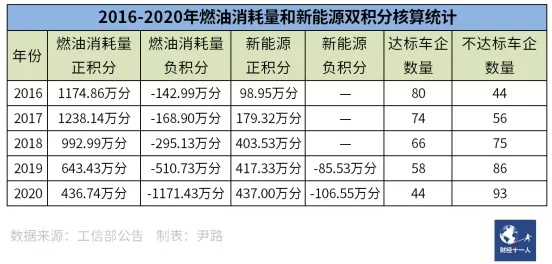 2016-2020年燃油消耗量和新能源双积分核算统计
年份 燃油消耗量正积分 燃油消耗量负积分 新能源正积分 新能源负积分 达标车企数量 不达标车企数量
2016 1174.86万分 -142.99万分 98.95万分 — 80 44
2017 1238.14万分 -168.90万分 179.32万分 — 74 56
2018 992.99万分 -295.13万分 403.53万分 — 66 75
2019 643.43万分 -510.73万分 417.33万分 -85.53万分 58 86
2020 436.74万分 -1171.43万分 437.00万分 -106.55万分 44 93
数据来源：工信部公告 制表：尹路
财经十一人